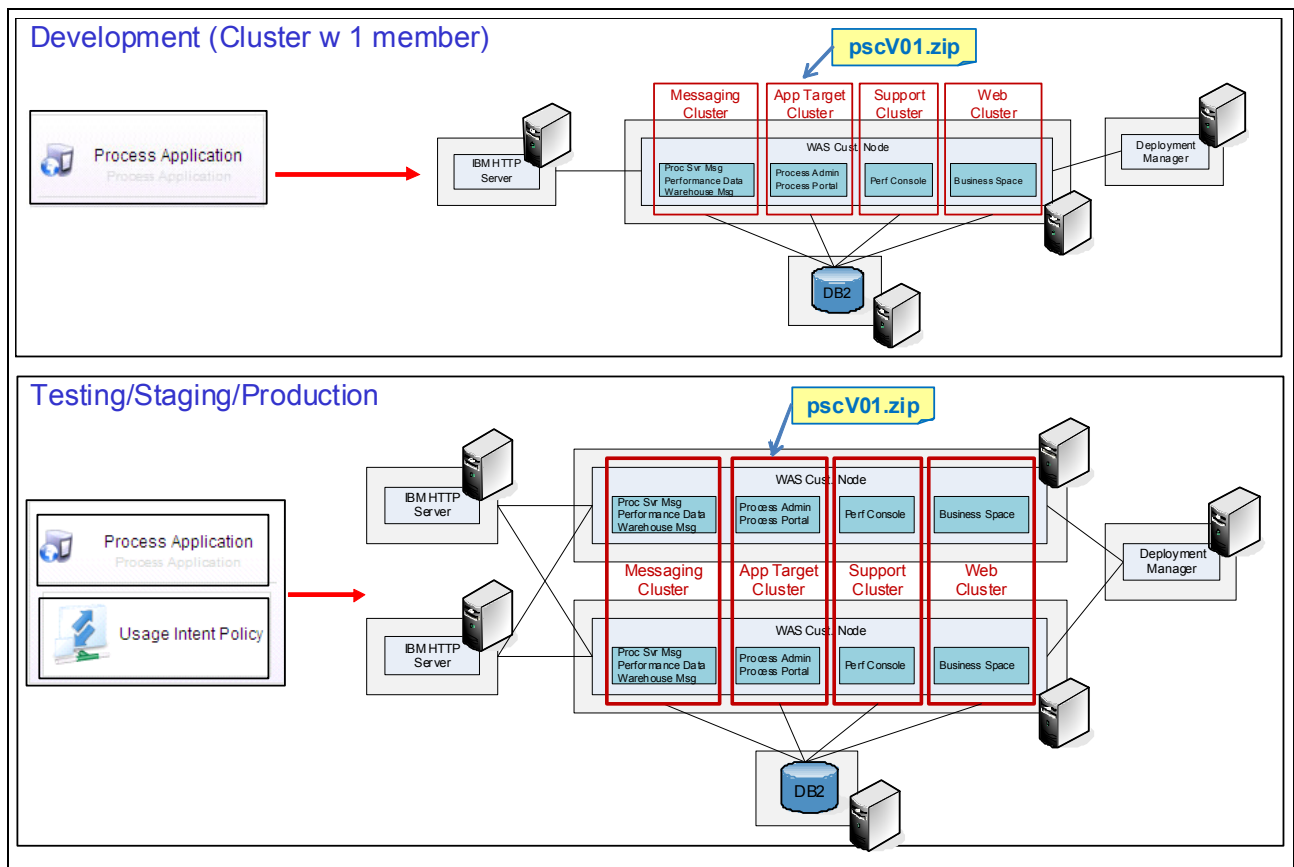 Development (Cluster w 1 member)
pscV01.zip
Process Application
Process Application
IBM HTTP
Server
Messaging
Cluster
App Target
Cluster
Support
Cluster
Web
Cluster
WAS Cust. Node
Proc Svr Msg
Performance Data
Warehouse Msg
Process Admin
Process Portal
Perf Console
Business Space
Deployment
Manager
DB2
Testing/Staging/Production
pscV01.zip
Process Application
Process Application
Usage Intent Policy
IBM HTTP
Server
IBM HTTP
Server
WAS Cust. Node
Proc Svr Msg
Performance Data
Warehouse Msg
Process Admin
Process Portal
Perf Console
Business Space
Messaging
Cluster
App Target
Cluster
Support
Cluster
Web
Cluster
WAS Cust. Node
Proc Svr Msg
Performance Data
Warehouse Msg
Process Admin
Process Portal
Perf Console
Business Space
Deployment
Manager
DB2